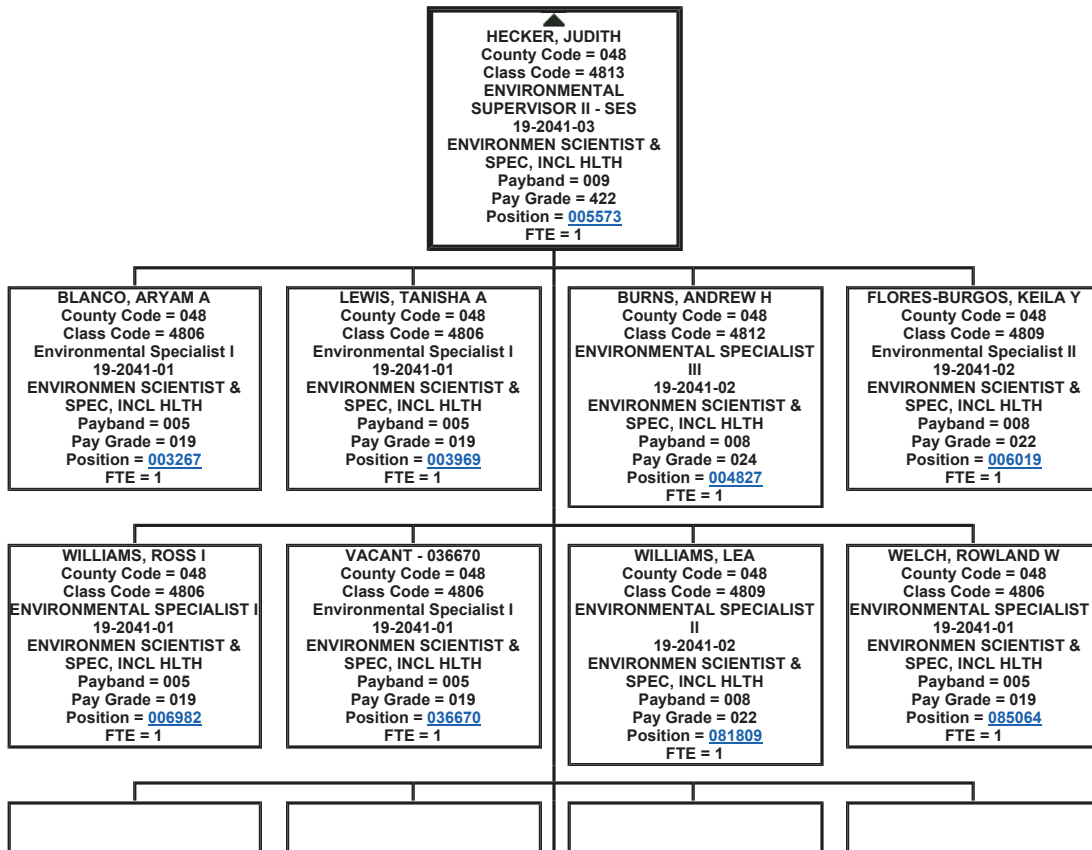 HECKER, JUDITH
County Code = 048
Class Code = 4813
ENVIRONMENTAL
SUPERVISOR II - SES
19-2041-03
ENVIRONMEN SCIENTIST &
SPEC, INCL HLTH
Payband = 009
Pay Grade = 422
Position = 005573
FTE = 1
BLANCO, ARYAM A
County Code = 048
Class Code = 4806
Environmental Specialist I
19-2041-01
ENVIRONMEN SCIENTIST &
SPEC, INCL HLTH
Payband = 005
Pay Grade = 019
Position = 003267
FTE = 1
LEWIS, TANISHA A
County Code = 048
Class Code = 4806
Environmental Specialist I
19-2041-01
ENVIRONMEN SCIENTIST &
SPEC, INCL HLTH
Payband = 005
Pay Grade = 019
Position = 003969
FTE = 1
BURNS, ANDREW H
County Code = 048
Class Code = 4812
ENVIRONMENTAL SPECIALIST
III
19-2041-02
ENVIRONMEN SCIENTIST &
SPEC, INCL HLTH
Payband = 008
Pay Grade = 024
Position = 004827
FTE = 1
FLORES-BURGOS, KEILA Y
County Code = 048
Class Code = 4809
Environmental Specialist II
19-2041-02
ENVIRONMEN SCIENTIST &
SPEC, INCL HLTH
Payband = 008
Pay Grade = 022
Position = 006019
FTE = 1
WILLIAMS, ROSS I
County Code = 048
Class Code = 4806
ENVIRONMENTAL SPECIALIST I
19-2041-01
ENVIRONMEN SCIENTIST &
SPEC, INCL HLTH
Payband = 005
Pay Grade = 019
Position = 006982
FTE = 1
VACANT - 036670
County Code = 048
Class Code = 4806
Environmental Specialist I
19-2041-01
ENVIRONMEN SCIENTIST &
SPEC, INCL HLTH
Payband = 005
Pay Grade = 019
Position = 036670
FTE = 1
WILLIAMS, LEA
County Code = 048
Class Code = 4809
ENVIRONMENTAL SPECIALIST
II
19-2041-02
ENVIRONMEN SCIENTIST &
SPEC, INCL HLTH
Payband = 008
Pay Grade = 022
Position = 081809
FTE = 1
WELCH, ROWLAND W
County Code = 048
Class Code = 4806
ENVIRONMENTAL SPECIALIST
19-2041-01
ENVIRONMEN SCIENTIST &
SPEC, INCL HLTH
Payband = 005
Pay Grade = 019
Position = 085064
FTE = 1